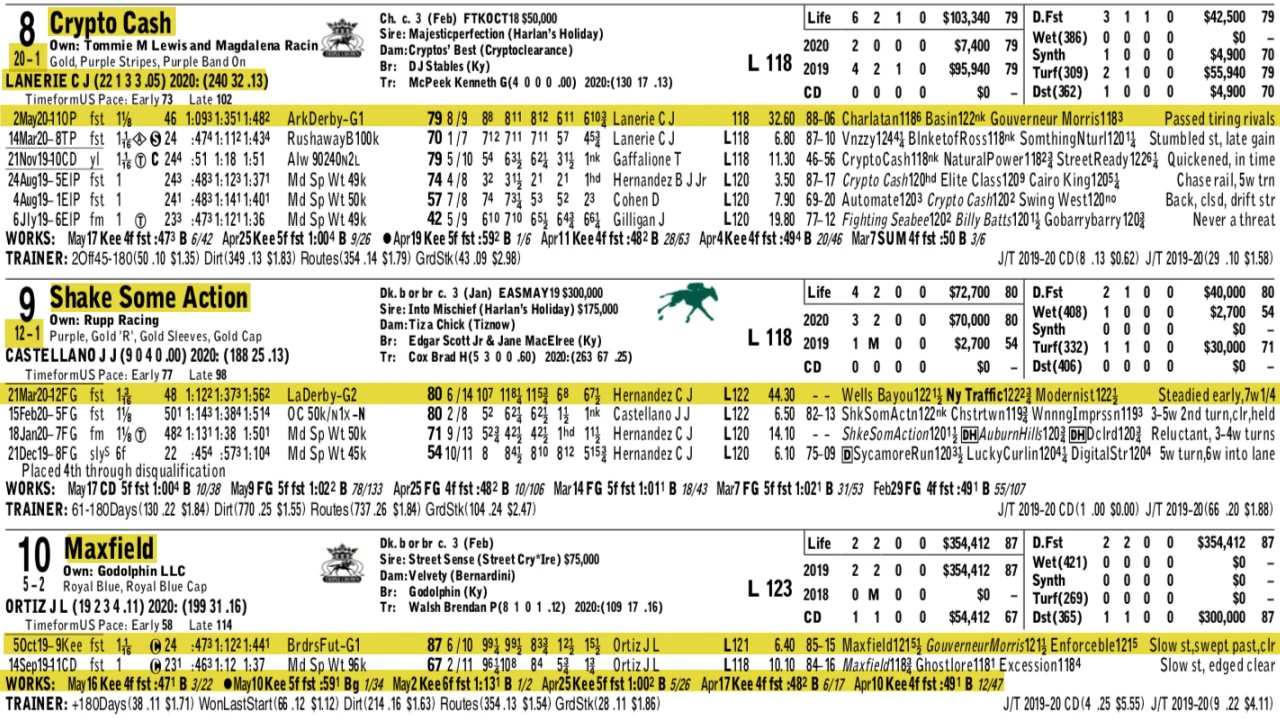 8 Crypto Cash
Own: Tommie M Lewis and Magdalena Racin
20-1 Gold, Purple Stripes, Purple Band On
LANERIE C J (22 1 3 3 .05) 2020: (240 32 .13)
TimeformUS Pace: Early 73 Late 102
Ch. c. 3 (Feb) FTKOCT18 $50,000
Sire: Majesticperfection (Harlan's Holiday)
Dam: Cryptos' Best (Cryptoclearance)
Br: DJ Stables (Ky)
Tr: McPeek Kenneth G(4 0 0 0 .00) 2020:(130 17 .13)
L 118
Life 6 2 1 0 $103,340 79
2020 2 0 0 0 $7,400 79
2019 4 2 1 0 $95,940 79
CD 0 0 0 0 $0 –
D.Fst 3 1 1 0 $42,500 79
Wet(386) 0 0 0 0 $0 –
Synth 1 0 0 0 $4,900 70
Turf(309) 2 1 0 0 $55,940 79
Dst(362) 1 0 0 0 $4,900 70
2May20-11OP fst 1⅛ 46 1:093 1:351 1:482 ArkDerby-G1 79 8/9 88 811 812 611 610¾ Lanerie C J 118 32.60 88-06 Charlatan1186 Basin122nk Gouverneur Morris1183 Passed tiring rivals
14Mar20-8TP fst 1 1/16 Ⓢ 24 :474 1:112 1:434 RushawayB100k 70 1/7 712 711 711 57 45¾ Lanerie C J L118 6.80 87-10 Vnzzy1244¼ BlnketofRoss118nk SomthingNturl1201¼ Stumbled st, late gain
21Nov19-10CD yl 1 1/16 Ⓣ C 244 :51 1:18 1:51 Alw 90240N2L 79 5/10 54 63½ 62¼ 31½ 1nk Gaffalione T L118 11.30 46-56 CryptoCash118nk NaturalPower1182¾ StreetReady1226¼ Quickened, in time
24Aug19-5ElP fst 1 243 :483 1:123 1:371 Md Sp Wt 49k 74 4/8 32 31½ 21 21 1hd Hernandez B J Jr L120 3.50 87-17 Crypto Cash120hd Elite Class1209 Cairo King1205¼ Chase rail, 5w trn
4Aug19-1ElP fst 1 241 :483 1:141 1:401 Md Sp Wt 50k 57 7/8 74 73¼ 53 52 23 Cohen D L120 7.90 69-20 Automate1203 Crypto Cash1202 Swing West120no Back, clsd, drift str
6Jly19-6ElP fm 1 Ⓣ 233 :473 1:121 1:36 Md Sp Wt 49k 42 5/9 610 710 65½ 64¾ 66¼ Gilligan J L120 19.80 77-12 Fighting Seabee1202 Billy Batts1201½ Gobarrybarry120¾ Never a threat
WORKS: May17 Kee 4f fst :473 B 6/42 Apr25 Kee 5f fst 1:004 B 9/26 ●Apr19 Kee 5f fst :592 B 1/6 Apr11 Kee 4f fst :482 B 28/63 Apr4 Kee 4f fst :494 B 20/46 Mar7 SUM 4f fst :50 B 3/6
TRAINER: 2Off45-180(50 .10 $1.35) Dirt(349 .13 $1.83) Routes(354 .14 $1.79) GrdStk(43 .09 $2.98) J/T 2019-20 CD(8 .13 $0.62) J/T 2019-20(29 .10 $1.58)
9 Shake Some Action
Own: Rupp Racing
12-1 Purple, Gold 'R', Gold Sleeves, Gold Cap
CASTELLANO J J (9 0 4 0 .00) 2020: (188 25 .13)
TimeformUS Pace: Early 77 Late 98
Dk. b or br c. 3 (Jan) EASMAY19 $300,000
Sire: Into Mischief (Harlan's Holiday) $175,000
Dam: Tiz a Chick (Tiznow)
Br: Edgar Scott Jr & Jane MacElree (Ky)
Tr: Cox Brad H(5 3 0 0 .60) 2020:(263 67 .25)
L 118
Life 4 2 0 0 $72,700 80
2020 3 2 0 0 $70,000 80
2019 1 M 0 0 $2,700 54
CD 0 0 0 0 $0 –
D.Fst 2 1 0 0 $40,000 80
Wet(408) 1 0 0 0 $2,700 54
Synth 0 0 0 0 $0 –
Turf(332) 1 1 0 0 $30,000 71
Dst(406) 0 0 0 0 $0 –
21Mar20-12FG fst 1 3/16 48 1:122 1:373 1:562 LaDerby-G2 80 6/14 107 118¼ 115¾ 68 67½ Hernandez C J L122 44.30 - - Wells Bayou1221½ Ny Traffic1222¾ Modernist122½ Steadied early,7w1/4
15Feb20-5FG fst 1⅛ 501 1:143 1:384 1:514 OC 50k/N1X-N 80 2/8 52 62¼ 62½ 1½ 1nk Castellano J J L122 6.50 82-13 ShkSomActn122nk Chstrtwn119¾ WnnngImprssn1193 3-5w 2nd turn,clr,held
18Jan20-7FG fm 1⅛ Ⓣ 482 1:131 1:38 1:501 Md Sp Wt 50k 71 9/13 52¾ 42½ 42½ 1hd 11½ Hernandez C J L120 14.10 - - ShkeSomAction1201½ DH AuburnHills120¾ DH Dclrd120¾ Reluctant, 3-4w turns
21Dec19-8FG slyS 6f 22 :454 :573 1:104 Md Sp Wt 45k 54 10/11 8 84½ 810 812 515¾ Hernandez C J L120 6.10 75-09 D SycamoreRun1203½ LuckyCurlin1204¼ DigitalStr1204 5w turn,6w into lane
Placed 4th through disqualification
WORKS: May17 CD 5f fst 1:004 B 10/38 May9 FG 5f fst 1:022 B 78/133 Apr25 FG 4f fst :482 B 10/106 Mar14 FG 5f fst 1:011 B 18/43 Mar7 FG 5f fst 1:021 B 31/53 Feb29 FG 4f fst :491 B 55/107
TRAINER: 61-180Days(130 .22 $1.84) Dirt(770 .25 $1.55) Routes(737 .26 $1.84) GrdStk(104 .24 $2.47) J/T 2019-20 CD(1 .00 $0.00) J/T 2019-20(66 .20 $1.88)
10 Maxfield
Own: Godolphin LLC
5-2 Royal Blue, Royal Blue Cap
ORTIZ J L (19 2 3 4 .11) 2020: (199 31 .16)
TimeformUS Pace: Early 58 Late 114
Dk. b or br c. 3 (Feb)
Sire: Street Sense (Street Cry*Ire) $75,000
Dam: Velvety (Bernardini)
Br: Godolphin (Ky)
Tr: Walsh Brendan P(8 1 0 1 .12) 2020:(109 17 .16)
L 123
Life 2 2 0 0 $354,412 87
2019 2 2 0 0 $354,412 87
2018 0 M 0 0 $0 –
CD 1 1 0 0 $54,412 67
D.Fst 2 2 0 0 $354,412 87
Wet(421) 0 0 0 0 $0 –
Synth 0 0 0 0 $0 –
Turf(269) 0 0 0 0 $0 –
Dst(365) 1 1 0 0 $300,000 87
5Oct19-9Kee fst 1 1/16 C 24 :473 1:122 1:441 BrdrsFut-G1 87 6/10 99½ 99½ 83¾ 12½ 15½ Ortiz J L L121 6.40 85-15 Maxfield1215½ GouverneurMorris121½ Enforceble1215 Slow st,swept past,clr
14Sep19-11CD fst 1 C 231 :463 1:12 1:37 Md Sp Wt 96k 67 2/11 96¼ 108 84 5¾ 1¾ Ortiz J L L118 10.10 84-16 Maxfield118¾ Ghostlore1181 Excession1184 Slow st, edged clear
WORKS: May16 Kee 4f fst :471 B 3/22 ●May10 Kee 5f fst :591 Bg 1/34 May2 Kee 6f fst 1:131 B 1/2 Apr25 Kee 5f fst 1:002 B 5/26 Apr17 Kee 4f fst :482 B 6/17 Apr10 Kee 4f fst :491 B 12/47
TRAINER: +180Days(38 .11 $1.71) WonLastStart(66 .12 $1.12) Dirt(214 .16 $1.63) Routes(354 .13 $1.54) GrdStk(28 .11 $1.86) J/T 2019-20 CD(4 .25 $5.55) J/T 2019-20(9 .22 $4.11)